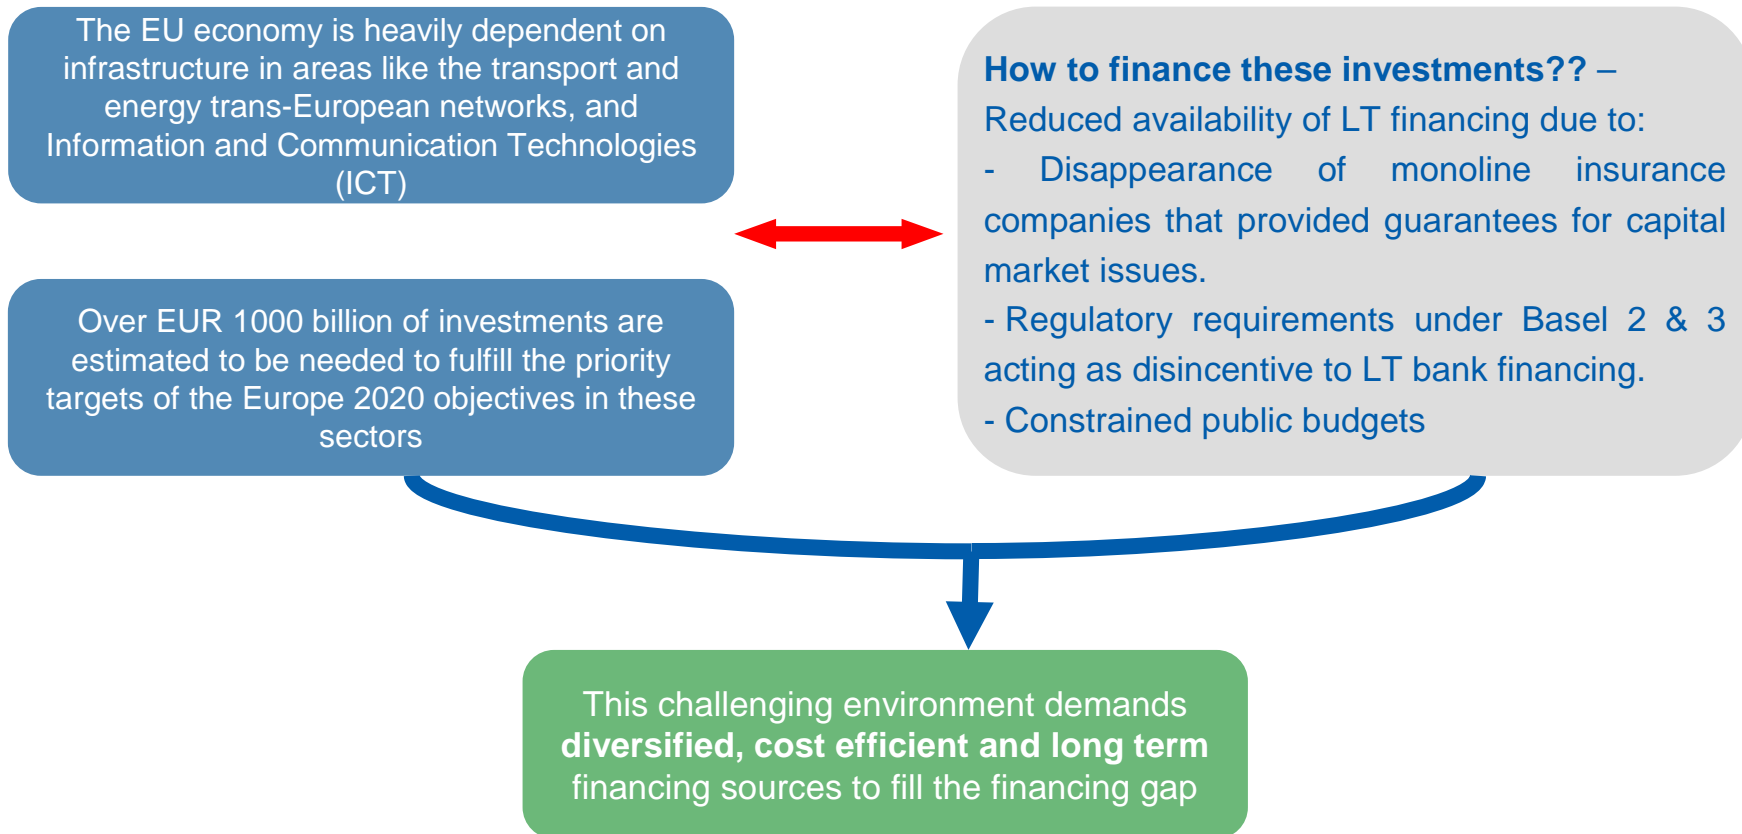 The EU economy is heavily dependent on
infrastructure in areas like the transport and
energy trans-European networks, and
Information and Communication Technologies
(ICT)
Over EUR 1000 billion of investments are
estimated to be needed to fulfill the priority
targets of the Europe 2020 objectives in these
sectors
How to finance these investments?? –
Reduced availability of LT financing due to:
- Disappearance of monoline insurance
companies that provided guarantees for capital
market issues.
- Regulatory requirements under Basel 2 & 3
acting as disincentive to LT bank financing.
- Constrained public budgets
This challenging environment demands
diversified, cost efficient and long term
financing sources to fill the financing gap